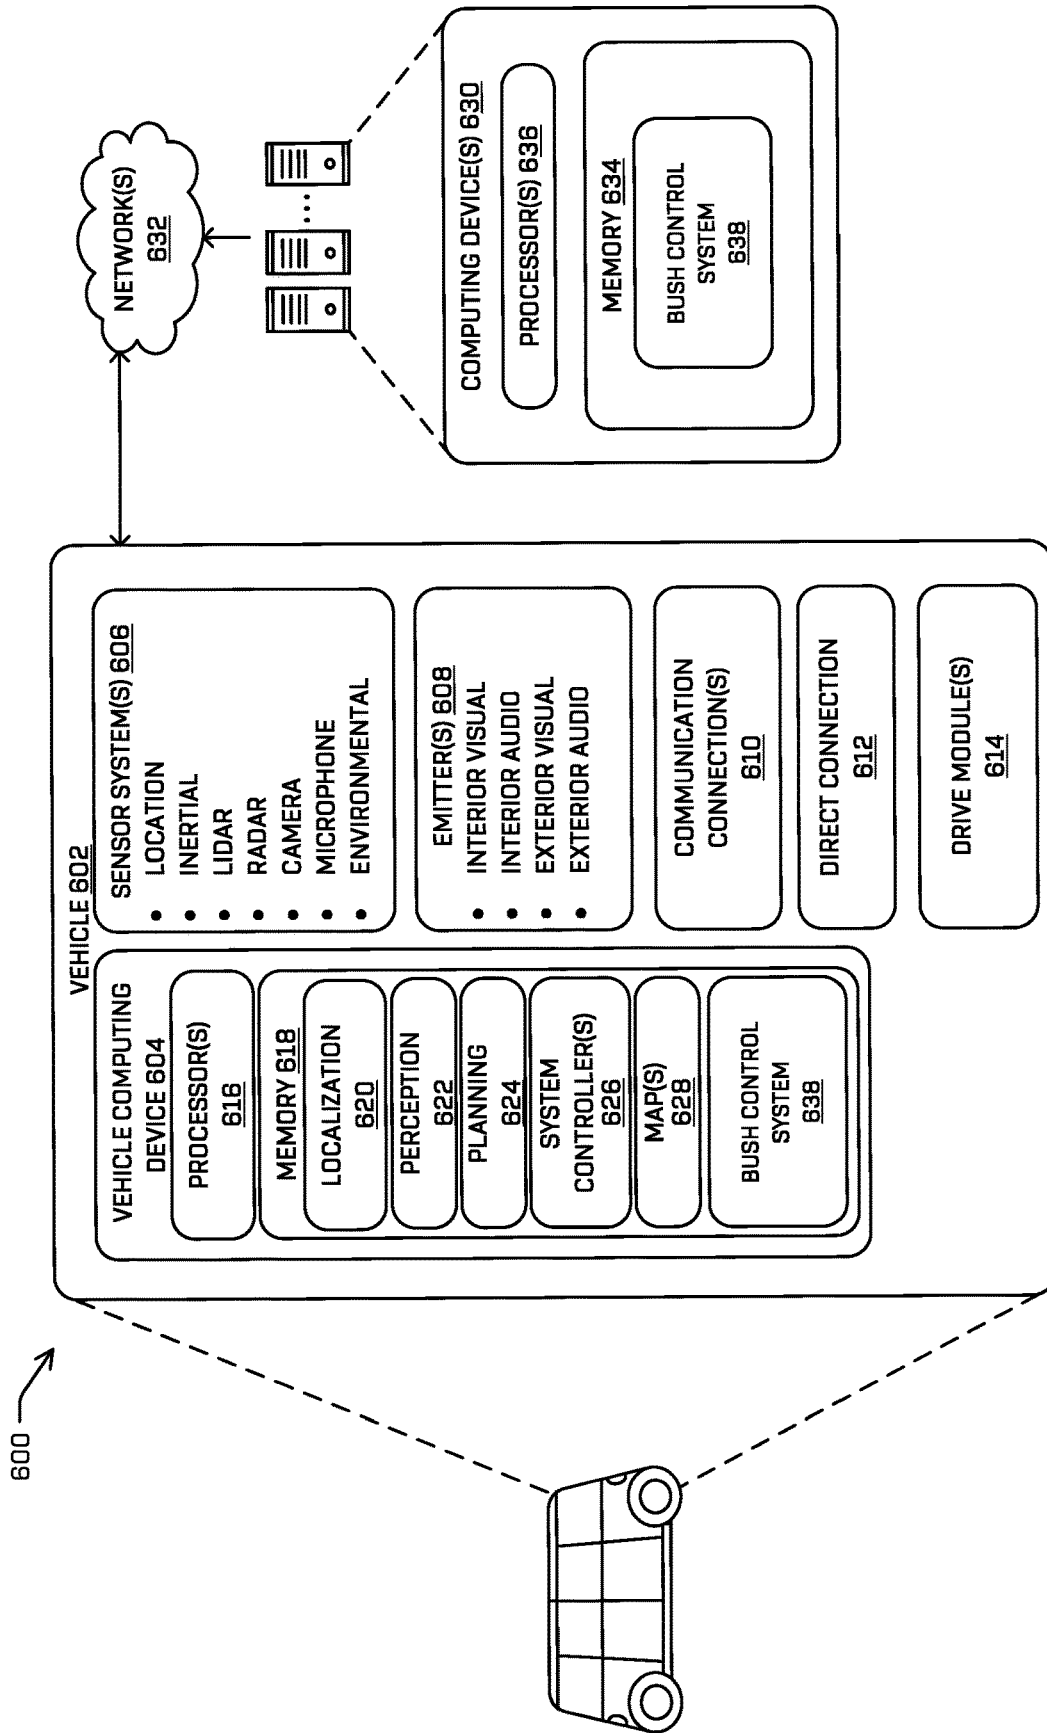 600
VEHICLE 602
VEHICLE COMPUTING
DEVICE 604
PROCESSOR(S)
616
MEMORY 618
LOCALIZATION
620
PERCEPTION
622
PLANNING
624
SYSTEM
CONTROLLER(S)
626
MAP(S)
628
BUSH CONTROL
SYSTEM
638
SENSOR SYSTEM(S) 606
• LOCATION
• INERTIAL
• LIDAR
• RADAR
• CAMERA
• MICROPHONE
• ENVIRONMENTAL
EMITTER(S) 608
• INTERIOR VISUAL
• INTERIOR AUDIO
• EXTERIOR VISUAL
• EXTERIOR AUDIO
COMMUNICATION
CONNECTION(S)
610
DIRECT CONNECTION
612
DRIVE MODULE(S)
614
NETWORK(S)
632
COMPUTING DEVICE(S) 630
PROCESSOR(S) 636
MEMORY 634
BUSH CONTROL
SYSTEM
638